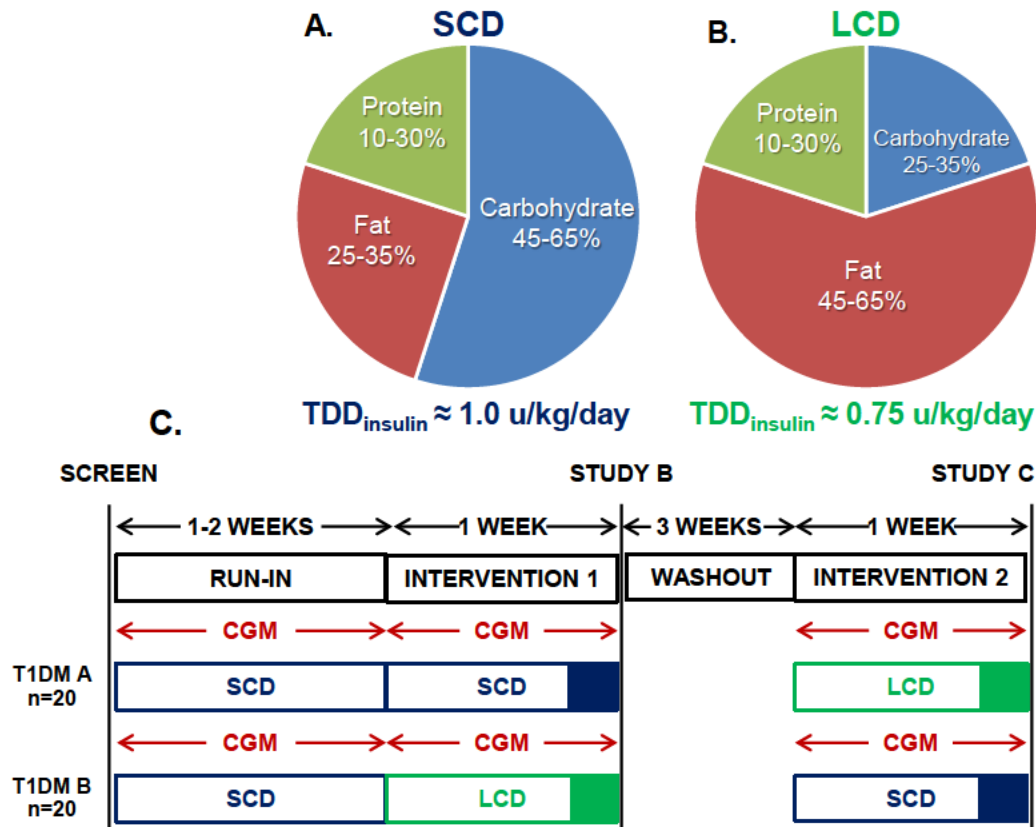 A.
SCD
Protein
10-30%
Carbohydrate
45-65%
Fat
25-35%
TDDinsulin ≈ 1.0 u/kg/day
B.
LCD
Protein
10-30%
Carbohydrate
25-35%
Fat
45-65%
TDDinsulin ≈ 0.75 u/kg/day
C.
SCREEN
STUDY B
STUDY C
1-2 WEEKS
1 WEEK
3 WEEKS
1 WEEK
RUN-IN
INTERVENTION 1
WASHOUT
INTERVENTION 2
CGM
CGM
CGM
T1DM A
n=20
SCD
SCD
LCD
CGM
CGM
CGM
T1DM B
n=20
SCD
LCD
SCD